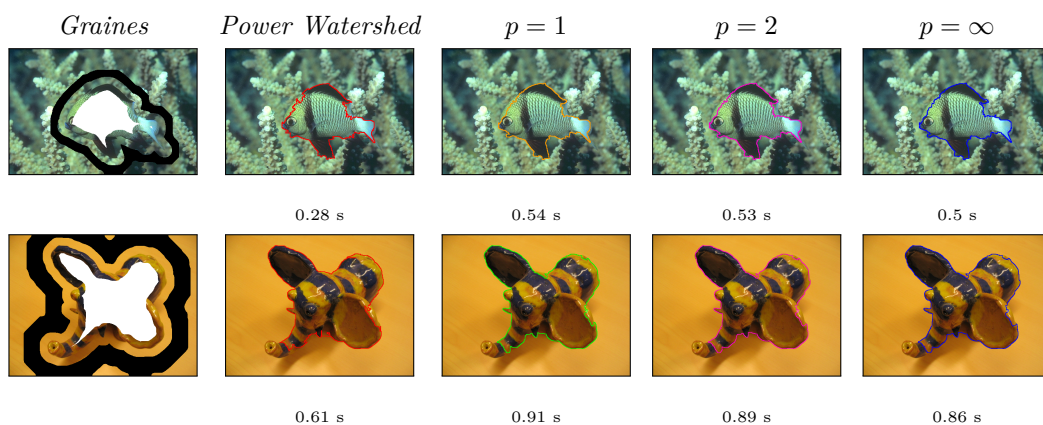 Graines Power Watershed p = 1 p = 2 p = ∞
0.28 s 0.54 s 0.53 s 0.5 s
0.61 s 0.91 s 0.89 s 0.86 s